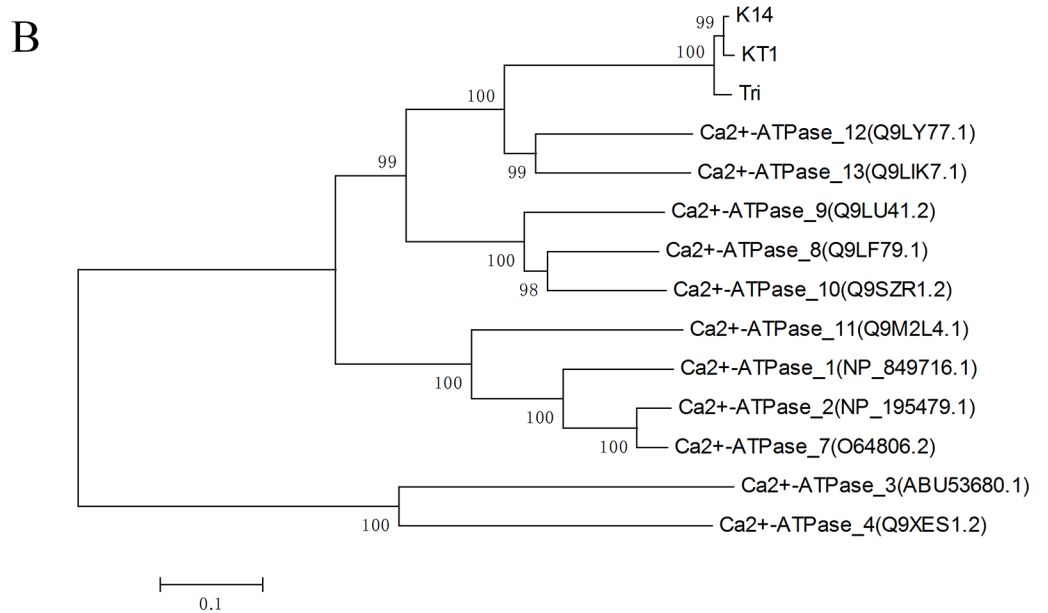 B
99
K14
100
KT1
100
Tri
Ca2+-ATPase_12(Q9LY77.1)
99
99
Ca2+-ATPase_13(Q9LIK7.1)
Ca2+-ATPase_9(Q9LU41.2)
100
Ca2+-ATPase_8(Q9LF79.1)
98
Ca2+-ATPase_10(Q9SZR1.2)
Ca2+-ATPase_11(Q9M2L4.1)
100
Ca2+-ATPase_1(NP_849716.1)
100
Ca2+-ATPase_2(NP_195479.1)
100
Ca2+-ATPase_7(O64806.2)
Ca2+-ATPase_3(ABU53680.1)
100
Ca2+-ATPase_4(Q9XES1.2)
0.1